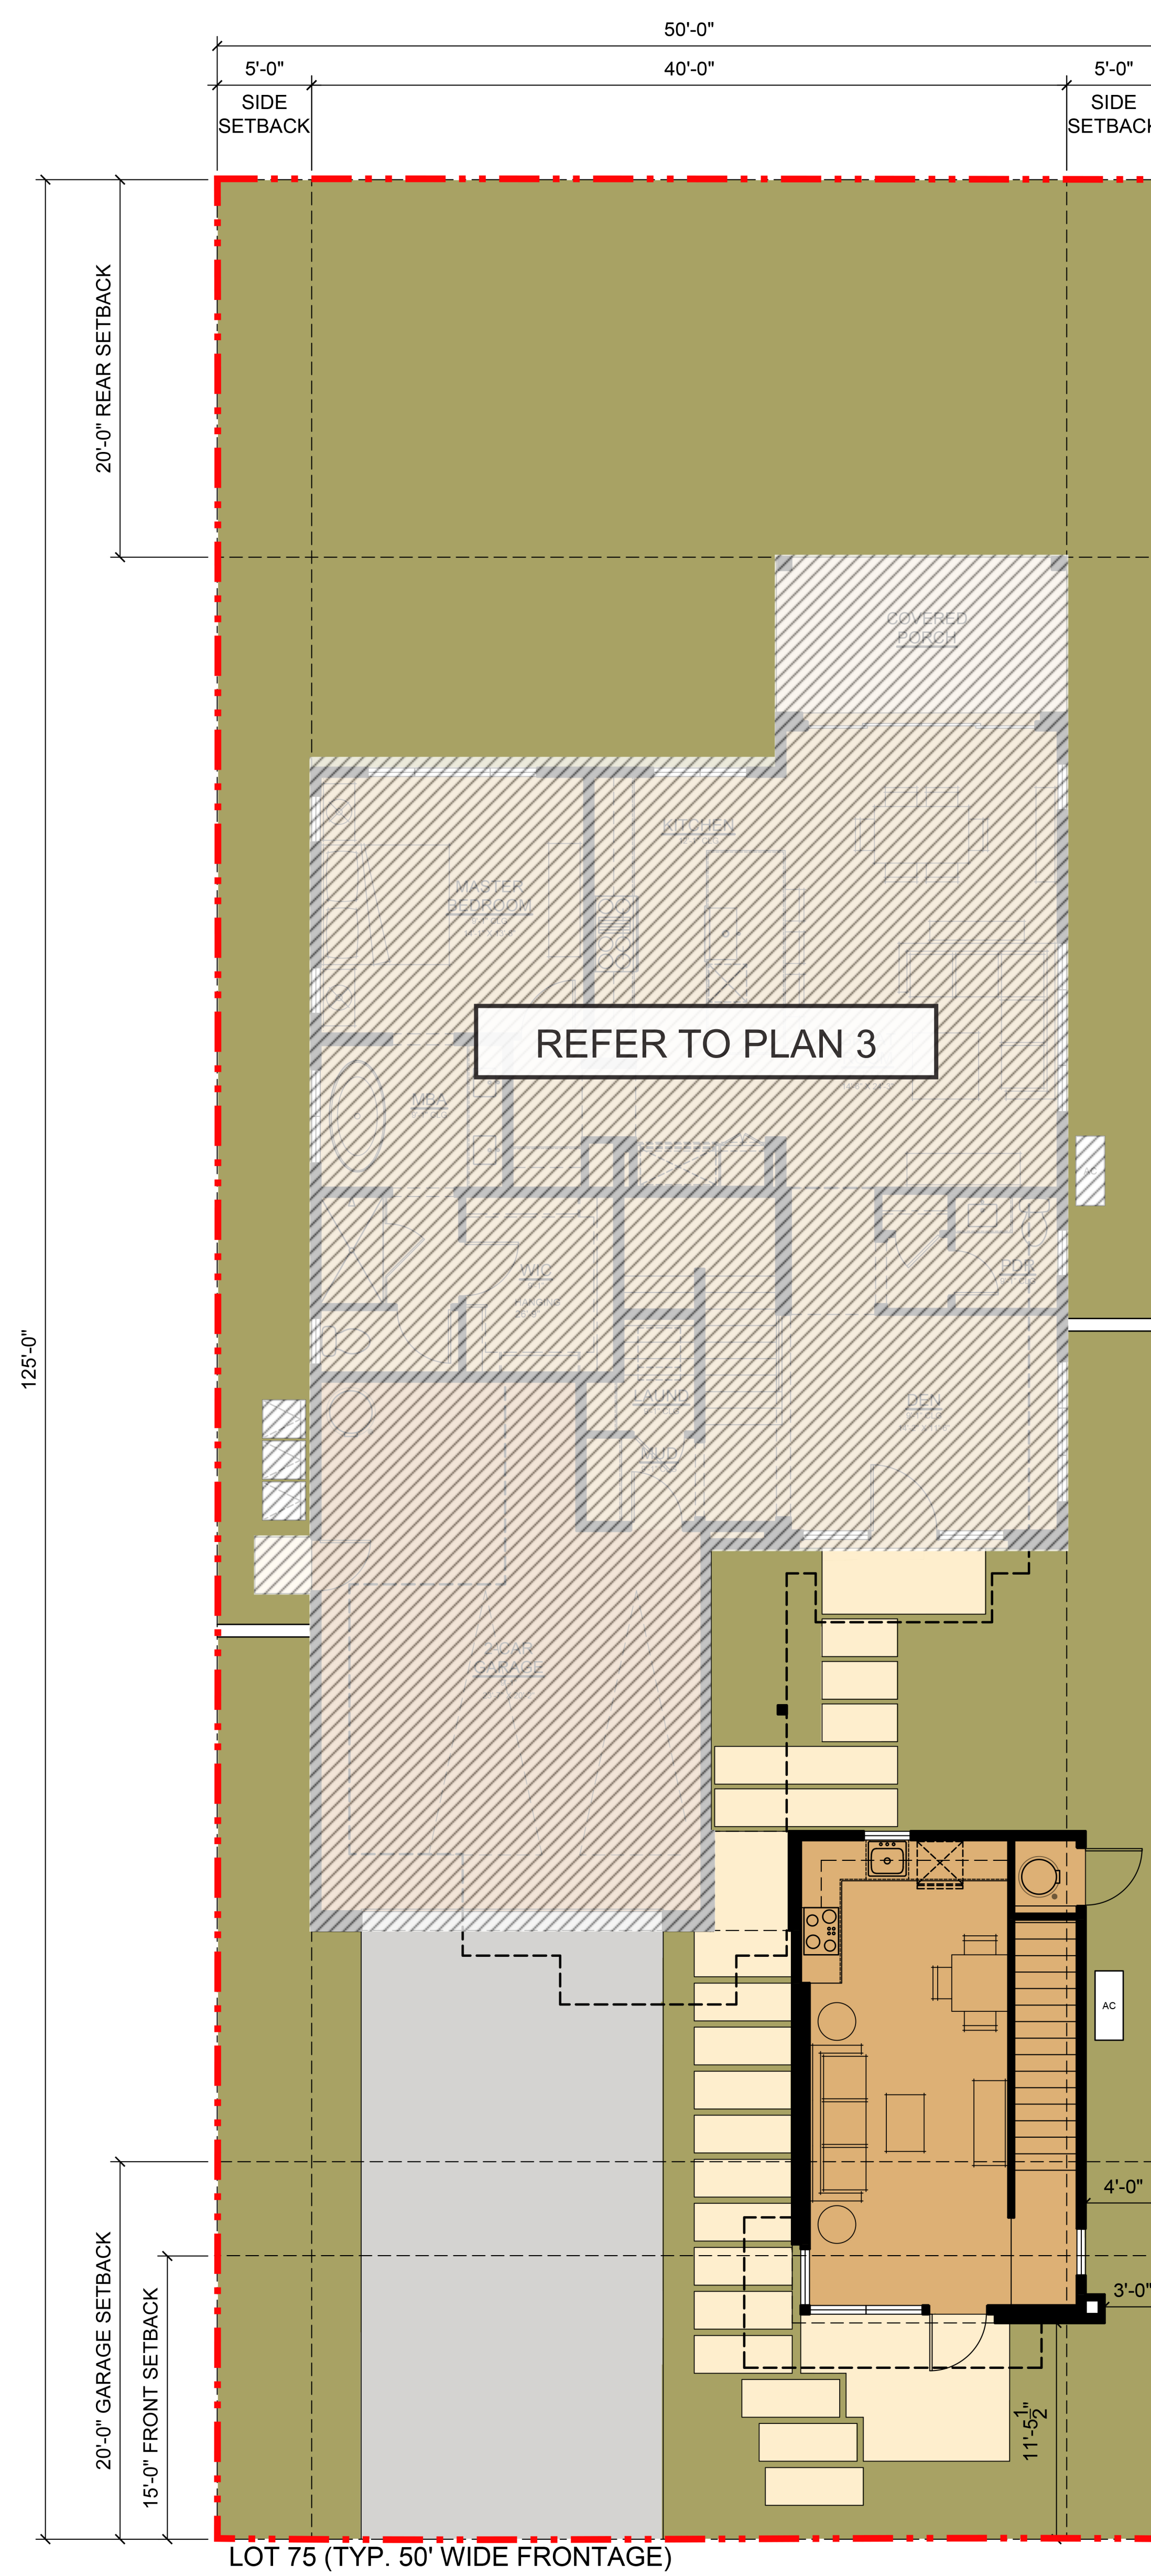 50'-0"
5'-0"
40'-0"
5'-0"
SIDE
SETBACK
SIDE
SETBACK
20'-0" REAR SETBACK
COVERED
PORCH
KITCHEN
MASTER
BEDROOM
REFER TO PLAN 3
MBA
AC
WIC
HANGING
PDR
125'-0"
LAUND
DEN
MUD
2-CAR
GARAGE
AC
4'-0"
3'-0"
20'-0" GARAGE SETBACK
15'-0" FRONT SETBACK
11'-5 1/2"
LOT 75 (TYP. 50' WIDE FRONTAGE)